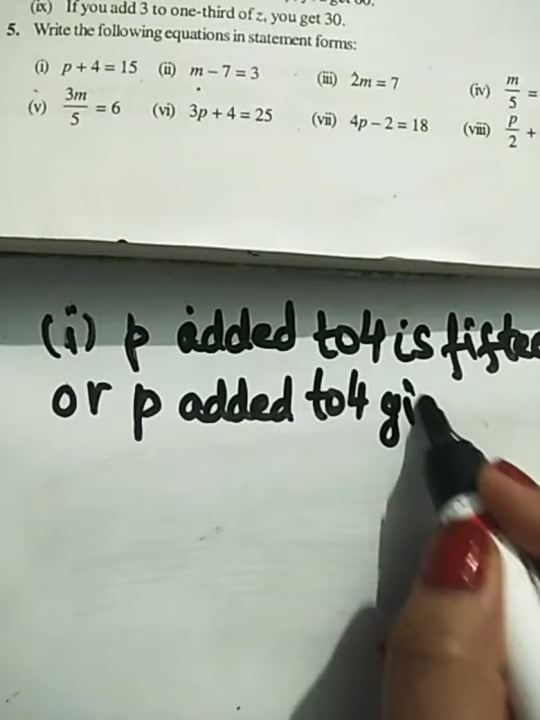 (ix) If you add 3 to one-third of z, you get 30.
5. Write the following equations in statement forms:
(i) p + 4 = 15 (ii) m – 7 = 3 (iii) 2m = 7 (iv) m/5 =
(v) 3m/5 = 6 (vi) 3p + 4 = 25 (vii) 4p – 2 = 18 (viii) p/2 +
(i) p added to 4 is
or p added to 4